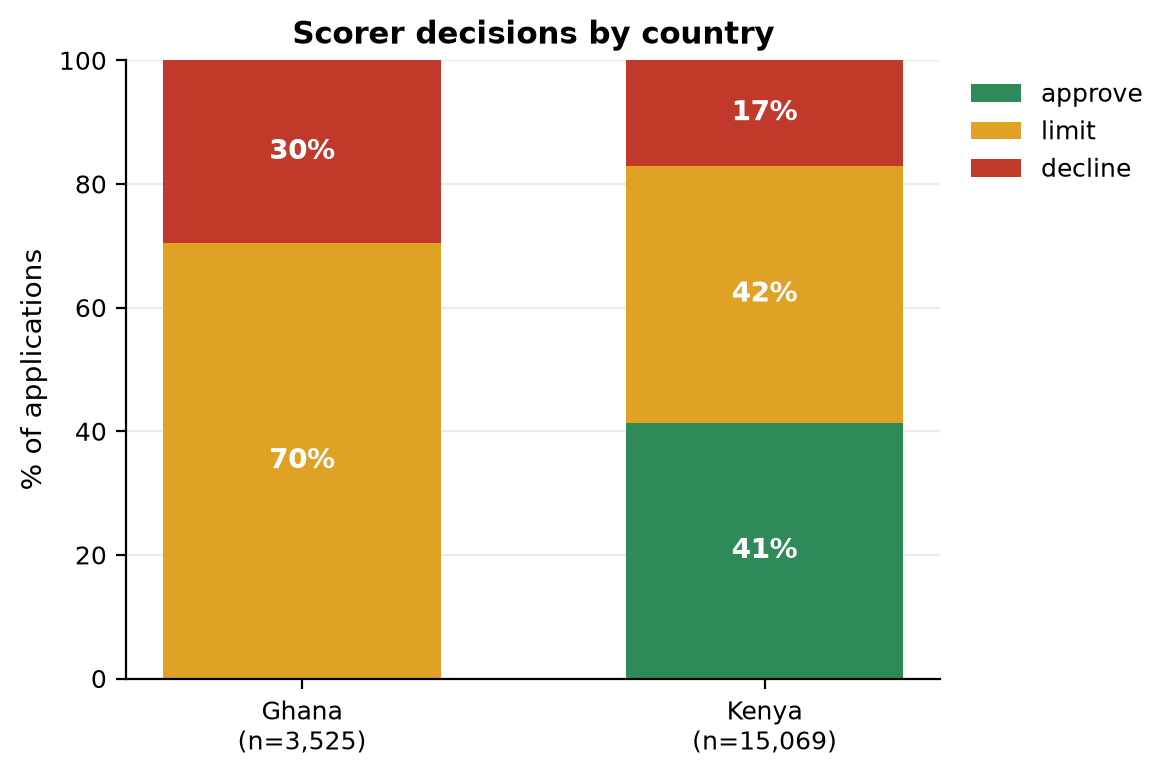 Scorer decisions by country
% of applications
100
80
60
40
20
0
30%
70%
17%
42%
41%
Ghana
(n=3,525)
Kenya
(n=15,069)
approve
limit
decline